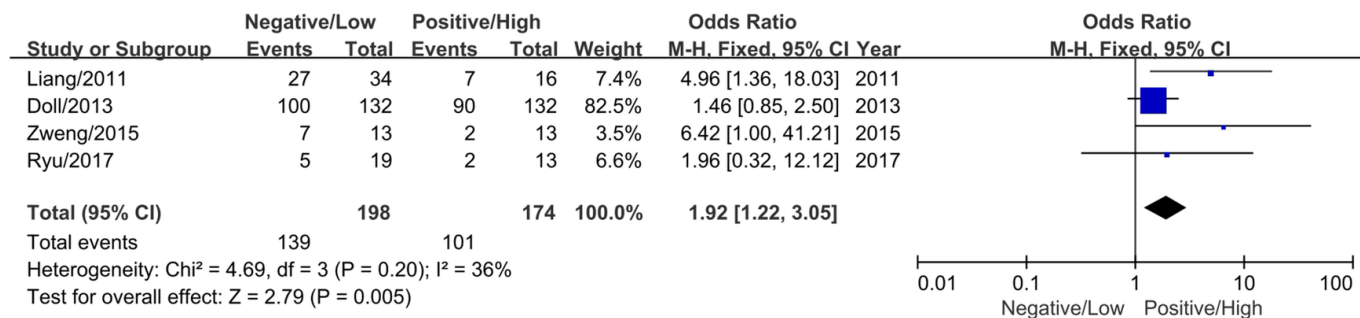 Negative/Low Positive/High Odds Ratio Odds Ratio
Study or Subgroup Events Total Events Total Weight M-H, Fixed, 95% CI Year M-H, Fixed, 95% CI
Liang/2011 27 34 7 16 7.4% 4.96 [1.36, 18.03] 2011
Doll/2013 100 132 90 132 82.5% 1.46 [0.85, 2.50] 2013
Zweng/2015 7 13 2 13 3.5% 6.42 [1.00, 41.21] 2015
Ryu/2017 5 19 2 13 6.6% 1.96 [0.32, 12.12] 2017
Total (95% CI) 198 174 100.0% 1.92 [1.22, 3.05]
Total events 139 101
Heterogeneity: Chi² = 4.69, df = 3 (P = 0.20); I² = 36%
Test for overall effect: Z = 2.79 (P = 0.005)
0.01 0.1 1 10 100
Negative/Low Positive/High